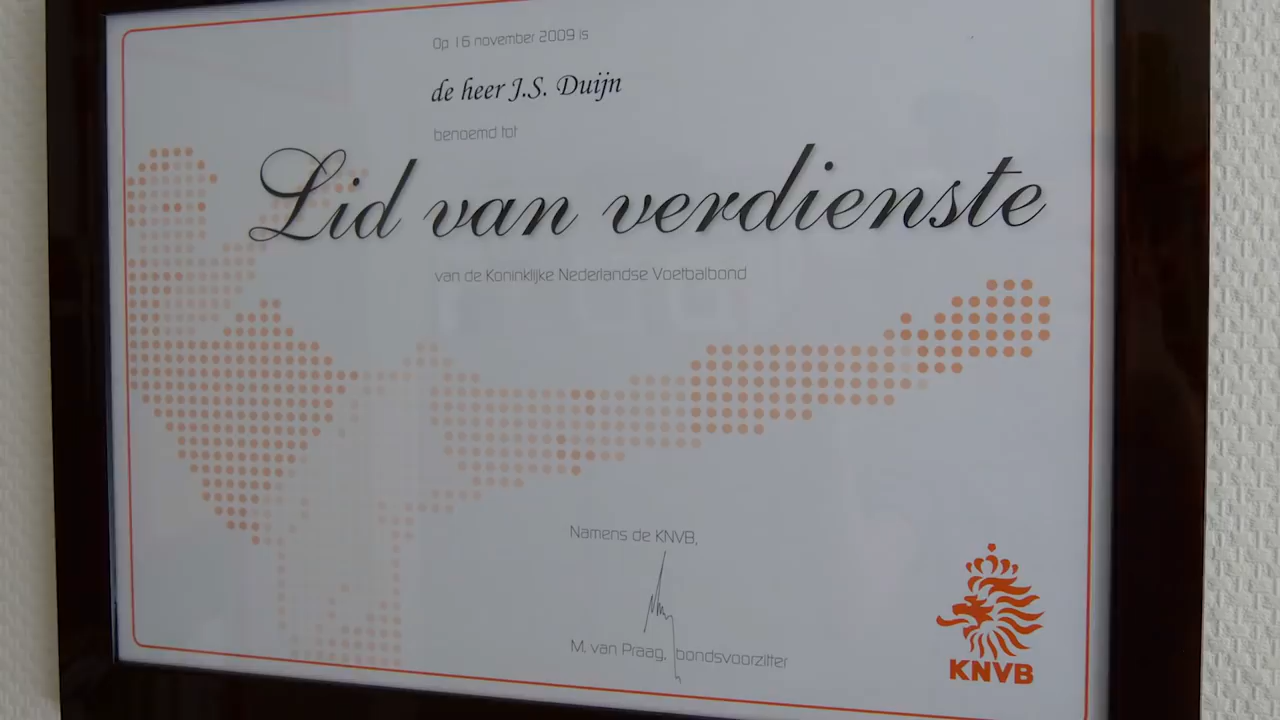 Op 16 november 2009 is
de heer J.S. Duijn
benoemd tot
Lid van verdienste
van de Koninklijke Nederlandse Voetbalbond
Namens de KNVB,
M. van Praag, bondsvoorzitter
KNVB